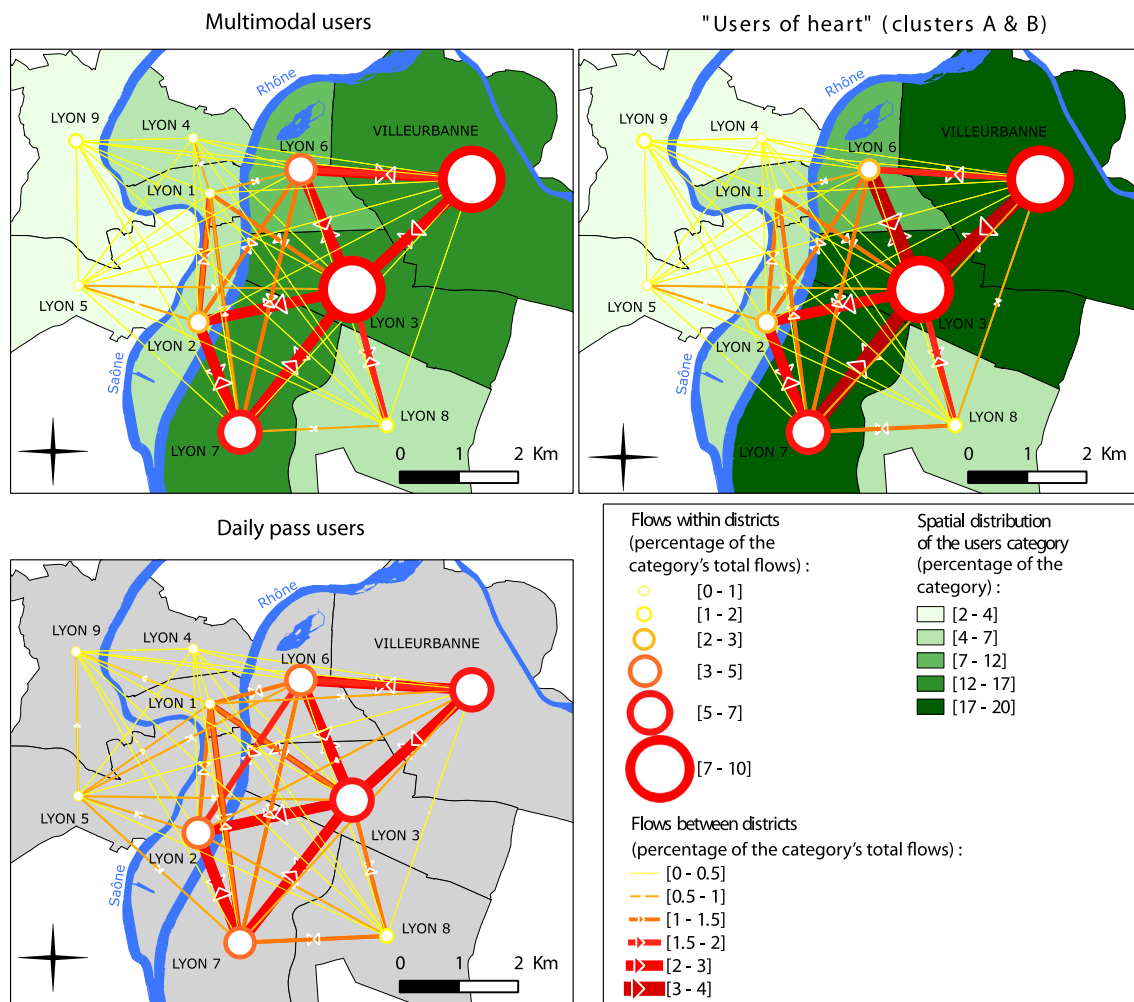 Multimodal users
"Users of heart" (clusters A & B)
Rhône
LYON 9
LYON 4
LYON 6
VILLEURBANNE
LYON 1
LYON 5
LYON 3
LYON 2
Saône
LYON 8
LYON 7
0 1 2 Km
Rhône
LYON 9
LYON 4
LYON 6
VILLEURBANNE
LYON 1
LYON 5
LYON 3
LYON 2
Saône
LYON 8
LYON 7
0 1 2 Km
Daily pass users
Rhône
LYON 9
LYON 4
LYON 6
VILLEURBANNE
LYON 1
LYON 5
LYON 3
LYON 2
Saône
LYON 8
LYON 7
0 1 2 Km
Flows within districts
(percentage of the
category's total flows) :
[0 - 1]
[1 - 2]
[2 - 3]
[3 - 5]
[5 - 7]
[7 - 10]
Flows between districts
(percentage of the category's total flows) :
[0 - 0.5]
[0.5 - 1]
[1 - 1.5]
[1.5 - 2]
[2 - 3]
[3 - 4]
Spatial distribution
of the users category
(percentage of the
category) :
[2 - 4]
[4 - 7]
[7 - 12]
[12 - 17]
[17 - 20]